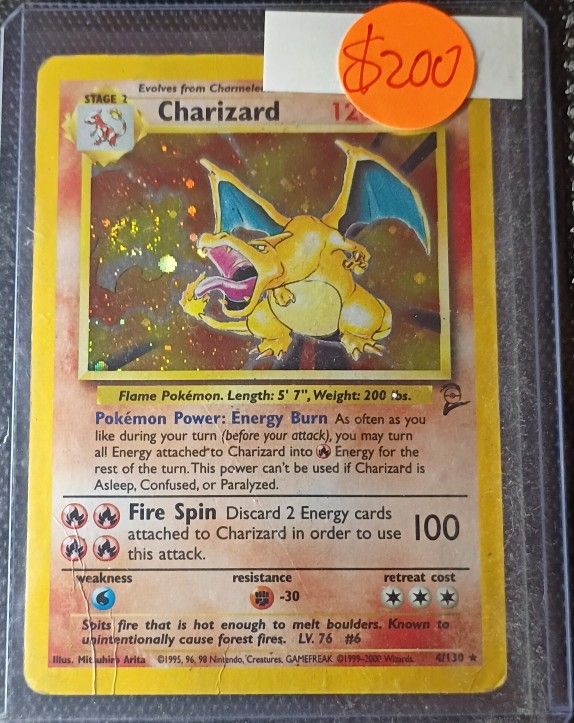 $200
Evolves from Charmele
STAGE 2
Charizard
12
Flame Pokémon. Length: 5' 7", Weight: 200 lbs.
Pokémon Power: Energy Burn As often as you
like during your turn (before your attack), you may turn
all Energy attached to Charizard into Energy for the
rest of the turn. This power can't be used if Charizard is
Asleep, Confused, or Paralyzed.
Fire Spin Discard 2 Energy cards
attached to Charizard in order to use
this attack.
100
weakness
resistance
retreat cost
-30
Spits fire that is hot enough to melt boulders. Known to
unintentionally cause forest fires. LV. 76 #6
Illus. Mitsuhiro Arita ©1995, 96, 98 Nintendo, Creatures, GAMEFREAK ©1999-2000 Wizards. 4/130 ★